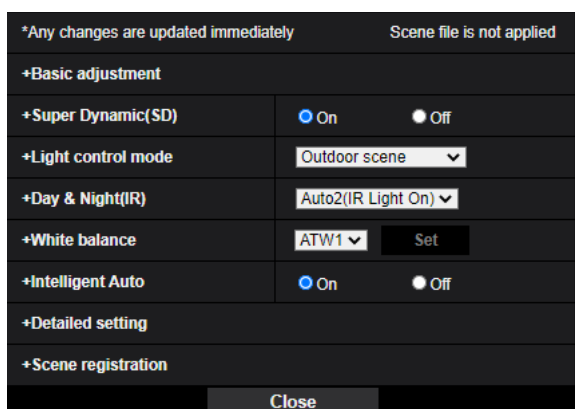 *Any changes are updated immediately Scene file is not applied
+Basic adjustment
+Super Dynamic(SD) On Off
+Light control mode Outdoor scene
+Day & Night(IR) Auto2(IR Light On)
+White balance ATW1 Set
+Intelligent Auto On Off
+Detailed setting
+Scene registration
Close